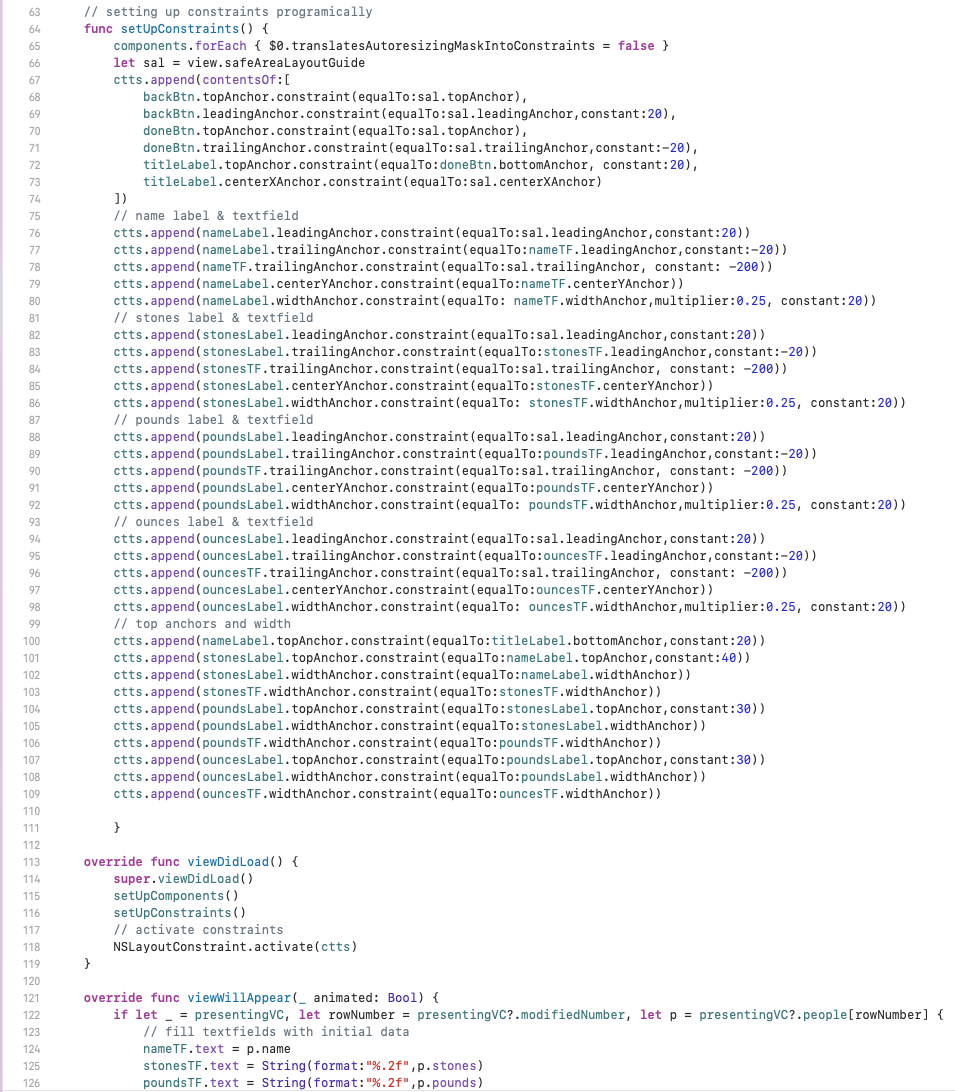 63 // setting up constraints programically
64 func setUpConstraints() {
65 components.forEach { $0.translatesAutoresizingMaskIntoConstraints = false }
66 let sal = view.safeAreaLayoutGuide
67 ctts.append(contentsOf:[
68 backBtn.topAnchor.constraint(equalTo:sal.topAnchor),
69 backBtn.leadingAnchor.constraint(equalTo:sal.leadingAnchor,constant:20),
70 doneBtn.topAnchor.constraint(equalTo:sal.topAnchor),
71 doneBtn.trailingAnchor.constraint(equalTo:sal.trailingAnchor,constant:-20),
72 titleLabel.topAnchor.constraint(equalTo:doneBtn.bottomAnchor, constant:20),
73 titleLabel.centerXAnchor.constraint(equalTo:sal.centerXAnchor)
74 ])
75 // name label & textfield
76 ctts.append(nameLabel.leadingAnchor.constraint(equalTo:sal.leadingAnchor,constant:20))
77 ctts.append(nameLabel.trailingAnchor.constraint(equalTo:nameTF.leadingAnchor,constant:-20))
78 ctts.append(nameTF.trailingAnchor.constraint(equalTo:sal.trailingAnchor, constant: -200))
79 ctts.append(nameLabel.centerYAnchor.constraint(equalTo:nameTF.centerYAnchor))
80 ctts.append(nameLabel.widthAnchor.constraint(equalTo: nameTF.widthAnchor,multiplier:0.25, constant:20))
81 // stones label & textfield
82 ctts.append(stonesLabel.leadingAnchor.constraint(equalTo:sal.leadingAnchor,constant:20))
83 ctts.append(stonesLabel.trailingAnchor.constraint(equalTo:stonesTF.leadingAnchor,constant:-20))
84 ctts.append(stonesTF.trailingAnchor.constraint(equalTo:sal.trailingAnchor, constant: -200))
85 ctts.append(stonesLabel.centerYAnchor.constraint(equalTo:stonesTF.centerYAnchor))
86 ctts.append(stonesLabel.widthAnchor.constraint(equalTo: stonesTF.widthAnchor,multiplier:0.25, constant:20))
87 // pounds label & textfield
88 ctts.append(poundsLabel.leadingAnchor.constraint(equalTo:sal.leadingAnchor,constant:20))
89 ctts.append(poundsLabel.trailingAnchor.constraint(equalTo:poundsTF.leadingAnchor,constant:-20))
90 ctts.append(poundsTF.trailingAnchor.constraint(equalTo:sal.trailingAnchor, constant: -200))
91 ctts.append(poundsLabel.centerYAnchor.constraint(equalTo:poundsTF.centerYAnchor))
92 ctts.append(poundsLabel.widthAnchor.constraint(equalTo: poundsTF.widthAnchor,multiplier:0.25, constant:20))
93 // ounces label & textfield
94 ctts.append(ouncesLabel.leadingAnchor.constraint(equalTo:sal.leadingAnchor,constant:20))
95 ctts.append(ouncesLabel.trailingAnchor.constraint(equalTo:ouncesTF.leadingAnchor,constant:-20))
96 ctts.append(ouncesTF.trailingAnchor.constraint(equalTo:sal.trailingAnchor, constant: -200))
97 ctts.append(ouncesLabel.centerYAnchor.constraint(equalTo:ouncesTF.centerYAnchor))
98 ctts.append(ouncesLabel.widthAnchor.constraint(equalTo: ouncesTF.widthAnchor,multiplier:0.25, constant:20))
99 // top anchors and width
100 ctts.append(nameLabel.topAnchor.constraint(equalTo:titleLabel.bottomAnchor,constant:20))
101 ctts.append(stonesLabel.topAnchor.constraint(equalTo:nameLabel.topAnchor,constant:40))
102 ctts.append(stonesLabel.widthAnchor.constraint(equalTo:nameLabel.widthAnchor))
103 ctts.append(stonesTF.widthAnchor.constraint(equalTo:stonesTF.widthAnchor))
104 ctts.append(poundsLabel.topAnchor.constraint(equalTo:stonesLabel.topAnchor,constant:30))
105 ctts.append(poundsLabel.widthAnchor.constraint(equalTo:stonesLabel.widthAnchor))
106 ctts.append(poundsTF.widthAnchor.constraint(equalTo:poundsTF.widthAnchor))
107 ctts.append(ouncesLabel.topAnchor.constraint(equalTo:poundsLabel.topAnchor,constant:30))
108 ctts.append(ouncesLabel.widthAnchor.constraint(equalTo:poundsLabel.widthAnchor))
109 ctts.append(ouncesTF.widthAnchor.constraint(equalTo:ouncesTF.widthAnchor))
110
111 }
112
113 override func viewDidLoad() {
114 super.viewDidLoad()
115 setUpComponents()
116 setUpConstraints()
117 // activate constraints
118 NSLayoutConstraint.activate(ctts)
119 }
120
121 override func viewWillAppear(_ animated: Bool) {
122 if let _ = presentingVC, let rowNumber = presentingVC?.modifiedNumber, let p = presentingVC?.people[rowNumber] {
123 // fill textfields with initial data
124 nameTF.text = p.name
125 stonesTF.text = String(format:"%.2f",p.stones)
126 poundsTF.text = String(format:"%.2f",p.pounds)